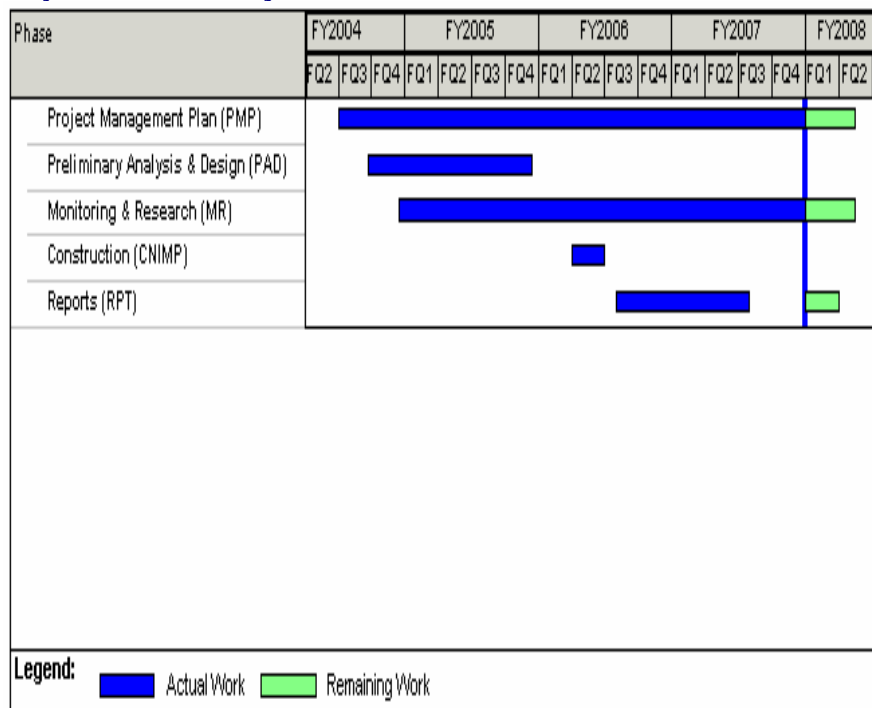 Phase FY2004 FY2005 FY2006 FY2007 FY2008
FQ2 FQ3 FQ4 FQ1 FQ2 FQ3 FQ4 FQ1 FQ2 FQ3 FQ4 FQ1 FQ2 FQ3 FQ4 FQ1 FQ2
Project Management Plan (PMP)
Preliminary Analysis & Design (PAD)
Monitoring & Research (MR)
Construction (CNIMP)
Reports (RPT)
Legend: Actual Work Remaining Work